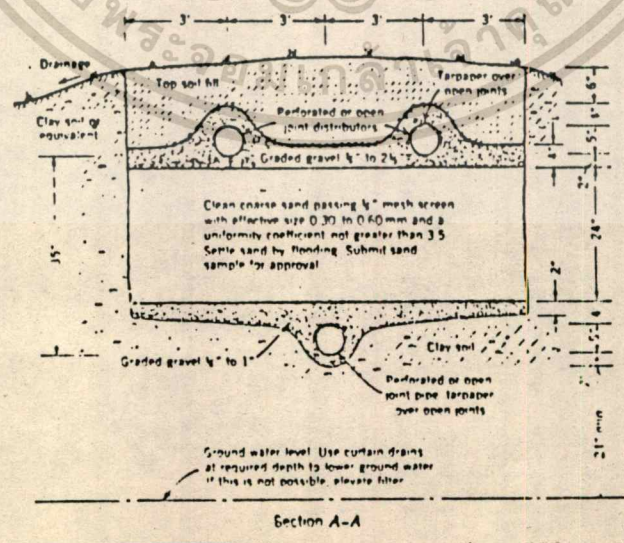 3' 3' 3' 3'
Drainage
Top soil fill
Tarpaper over
open joints
Clay soil or
equivalent
Perforated or open
joint distributors
Graded gravel to
Clean coarse sand passing ¼" mesh screen
with effective size 0.30 to 0.60 mm and a
uniformity coefficient not greater than 3.5
Settle sand by flooding. Submit sand
sample for approval
6"
5"
4"
24"
35"
2"
Graded gravel to 1"
Clay soil
Perforated or open
joint pipe, tarpaper
over open joints
Ground water level. Use curtain drains
at required depth to lower ground water
If this is not possible, elevate filter
Section A-A